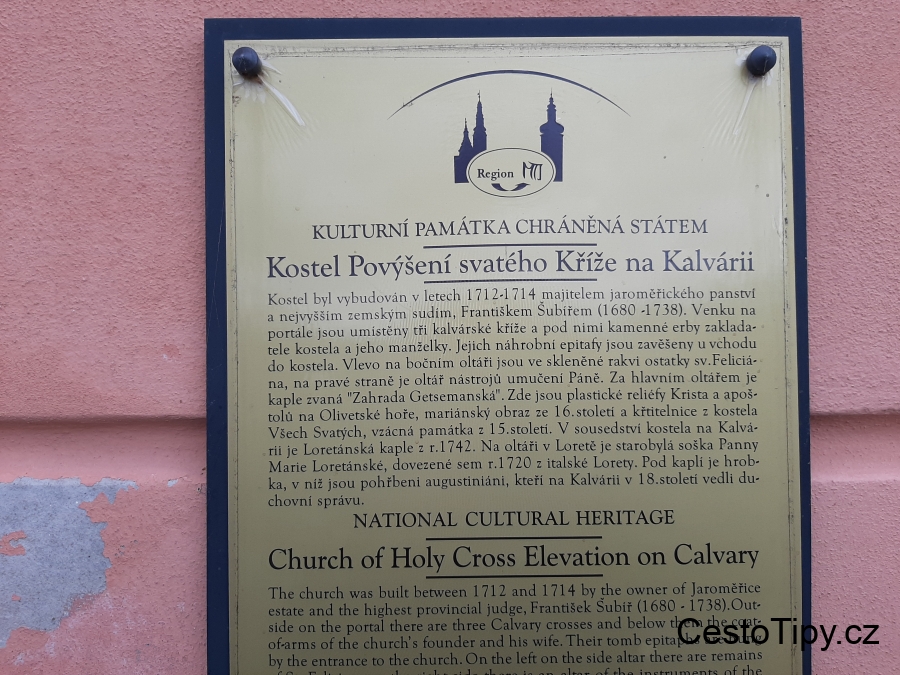 Region MTJ
KULTURNÍ PAMÁTKA CHRÁNĚNÁ STÁTEM
Kostel Povýšení svatého Kříže na Kalvárii
Kostel byl vybudován v letech 1712-1714 majitelem jaroměřického panství
a nejvyšším zemským sudím, Františkem Šubířem (1680 -1738). Venku na
portále jsou umístěny tři kalvárské kříže a pod nimi kamenné erby zaklada-
tele kostela a jeho manželky. Jejich náhrobní epitafy jsou zavěšeny u vchodu
do kostela. Vlevo na bočním oltáři jsou ve skleněné rakvi ostatky sv.Feliciá-
na, na pravé straně je oltář nástrojů umučení Páně. Za hlavním oltářem je
kaple zvaná "Zahrada Getsemanská". Zde jsou plastické reliéfy Krista a apoš-
tolů na Olivetské hoře, mariánský obraz ze 16.století a křtitelnice z kostela
Všech Svatých, vzácná památka z 15.století. V sousedství kostela na Kalvá-
rii je Loretánská kaple z r.1742. Na oltáři v Loretě je starobylá soška Panny
Marie Loretánské, dovezené sem r.1720 z italské Lorety. Pod kaplí je hrob-
ka, v níž jsou pohřbeni augustiniáni, kteří na Kalvárii v 18.století vedli du-
chovní správu.
NATIONAL CULTURAL HERITAGE
Church of Holy Cross Elevation on Calvary
The church was built between 1712 and 1714 by the owner of Jaroměřice
estate and the highest provincial judge, František Šubíř (1680 - 1738).Out-
side on the portal there are three Calvary crosses and below them the coat-
of-arms of the church's founder and his wife. Their tomb epitaphs
by the entrance to the church. On the left on the side altar there are remains
CestoTipy.cz